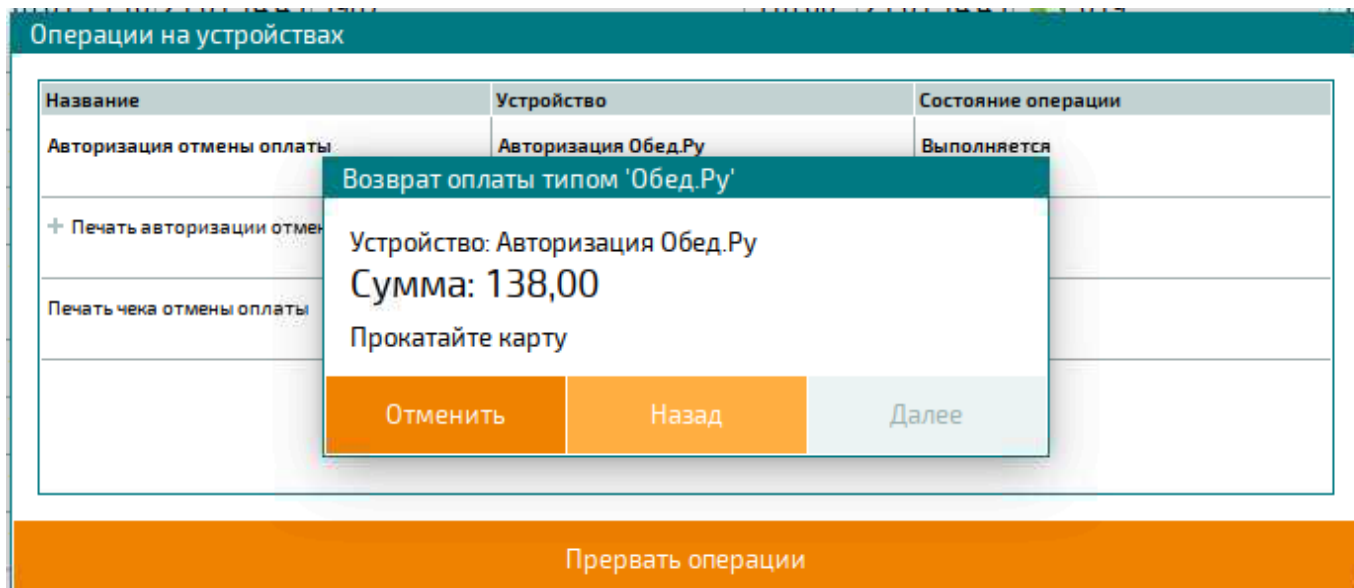 Операции на устройствах
Название Устройство Состояние операции
Авторизация отмены оплаты Авторизация Обед.Ру Выполняется
Возврат оплаты типом 'Обед.Ру'
+ Печать авторизации
Устройство: Авторизация Обед.Ру
Сумма: 138,00
Печать чека отмены оплаты
Прокатайте карту
Отменить Назад Далее
Прервать операции